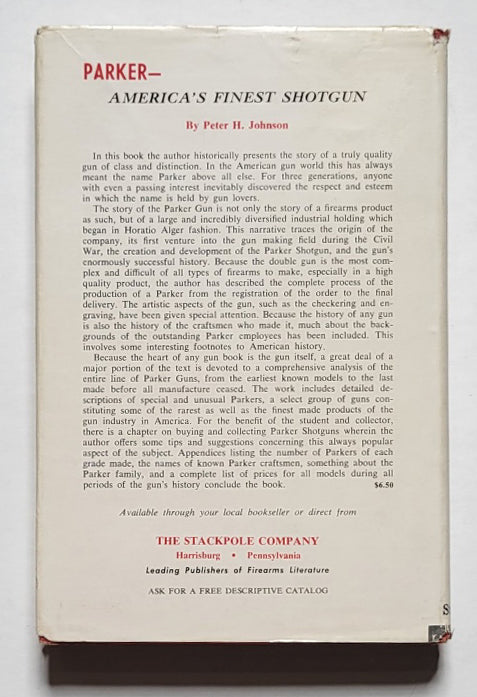 PARKER—
AMERICA'S FINEST SHOTGUN
By Peter H. Johnson
In this book the author historically presents the story of a truly quality
gun of class and distinction. In the American gun world this has always
meant the name Parker above all else. For three generations, anyone
with even a passing interest inevitably discovered the respect and esteem
in which the name is held by gun lovers.
The story of the Parker Gun is not only the story of a firearms product
as such, but of a large and incredibly diversified industrial holding which
began in Horatio Alger fashion. This narrative traces the origin of the
company, its first venture into the gun making field during the Civil
War, the creation and development of the Parker Shotgun, and the gun's
enormously successful history. Because the double gun is the most com-
plex and difficult of all types of firearms to make, especially in a high
quality product, the author has described the complete process of the
production of a Parker from the registration of the order to the final
delivery. The artistic aspects of the gun, such as the checkering and en-
graving, have been given special attention. Because the history of any gun
is also the history of the craftsmen who made it, much about the back-
grounds of the outstanding Parker employees has been included. This
involves some interesting footnotes to American history.
Because the heart of any gun book is the gun itself, a great deal of a
major portion of the text is devoted to a comprehensive analysis of the
entire line of Parker Guns, from the earliest known models to the last
made before all manufacture ceased. The work includes detailed de-
scriptions of special and unusual Parkers, a select group of guns con-
stituting some of the rarest as well as the finest made products of the
gun industry in America. For the benefit of the student and collector,
there is a chapter on buying and collecting Parker Shotguns wherein the
author offers some tips and suggestions concerning this always popular
aspect of the subject. Appendices listing the number of Parkers of each
grade made, the names of known Parker craftsmen, something about the
Parker family, and a complete list of prices for all models during all
periods of the gun's history conclude the book. $6.50
Available through your local bookseller or direct from
THE STACKPOLE COMPANY
Harrisburg • Pennsylvania
Leading Publishers of Firearms Literature
ASK FOR A FREE DESCRIPTIVE CATALOG